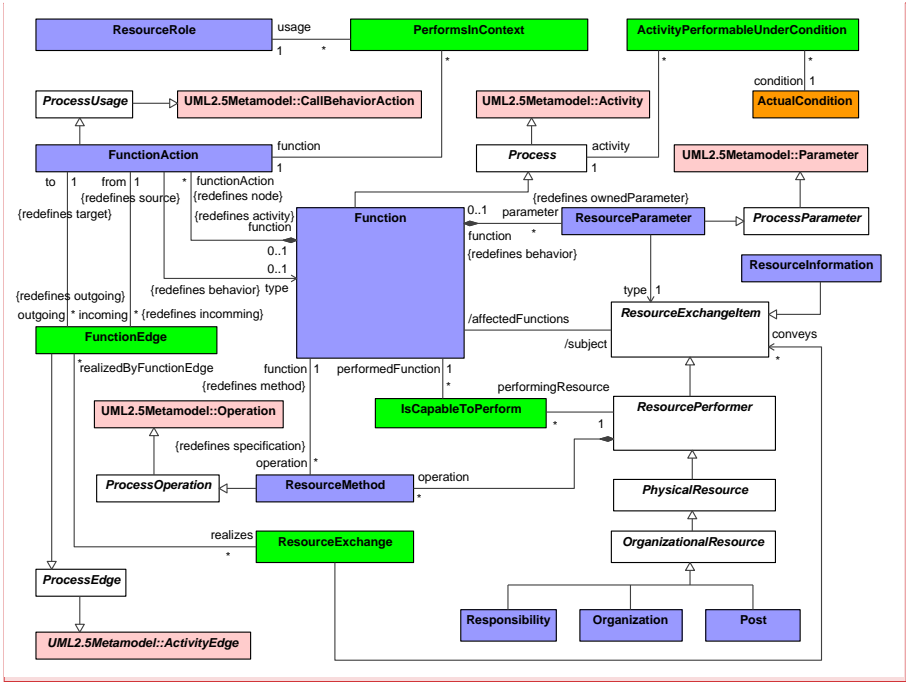 ResourceRole
usage
1
*
PerformsInContext
*
ActivityPerformableUnderCondition
*
*
condition
1
ActualCondition
ProcessUsage
UML2.5Metamodel::CallBehaviorAction
UML2.5Metamodel::Activity
FunctionAction
function
1
Process
activity
1
UML2.5Metamodel::Parameter
to
1
from
1
*
functionAction
{redefines source}
{redefines node}
{redefines target}
{redefines activity}
function
0..1
0..1
{redefines behavior}
type
Function
0..1
parameter
{redefines ownedParameter}
*
function
{redefines behavior}
ResourceParameter
ProcessParameter
ResourceInformation
type
1
{redefines outgoing}
outgoing
*
incoming
*
{redefines incomming}
/affectedFunctions
/subject
ResourceExchangeItem
conveys
*
FunctionEdge
*
realizedByFunctionEdge
function
1
{redefines method}
performedFunction
1
*
performingResource
*
IsCapableToPerform
ResourcePerformer
1
UML2.5Metamodel::Operation
{redefines specification}
operation
*
ProcessOperation
ResourceMethod
operation
*
PhysicalResource
realizes
*
ResourceExchange
OrganizationalResource
ProcessEdge
Responsibility
Organization
Post
UML2.5Metamodel::ActivityEdge